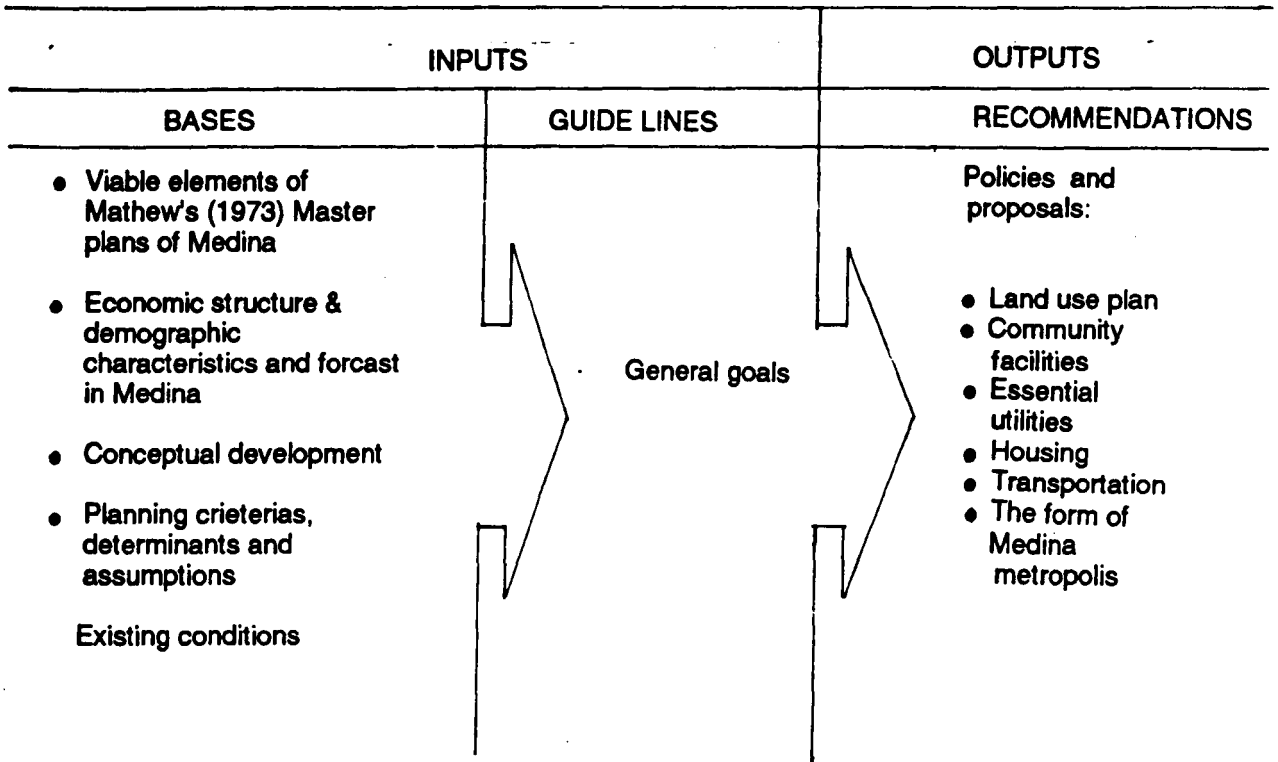 INPUTS
OUTPUTS
BASES
GUIDE LINES
RECOMMENDATIONS
• Viable elements of
Mathew's (1973) Master
plans of Medina
• Economic structure &
demographic
characteristics and forcast
in Medina
• Conceptual development
• Planning crieterias,
determinants and
assumptions
Existing conditions
General goals
Policies and
proposals:
• Land use plan
• Community
facilities
• Essential
utilities
• Housing
• Transportation
• The form of
Medina
metropolis